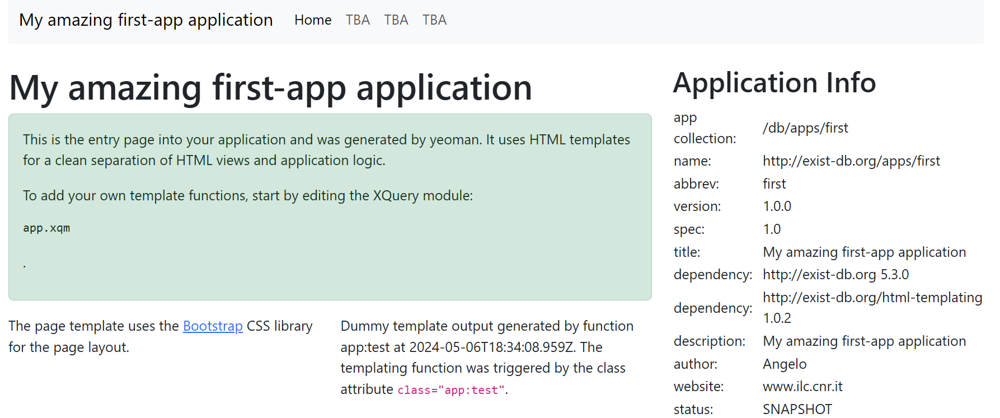 My amazing first-app application Home TBA TBA TBA
My amazing first-app application
This is the entry page into your application and was generated by yeoman. It uses HTML templates
for a clean separation of HTML views and application logic.
To add your own template functions, start by editing the XQuery module:
app.xqm
.
The page template uses the Bootstrap CSS library
for the page layout.
Dummy template output generated by function
app:test at 2024-05-06T18:34:08.959Z. The
templating function was triggered by the class
attribute class="app:test".
Application Info
app
collection: /db/apps/first
name: http://exist-db.org/apps/first
abbrev: first
version: 1.0.0
spec: 1.0
title: My amazing first-app application
dependency: http://exist-db.org 5.3.0
dependency: http://exist-db.org/html-templating
1.0.2
description: My amazing first-app application
author: Angelo
website: www.ilc.cnr.it
status: SNAPSHOT